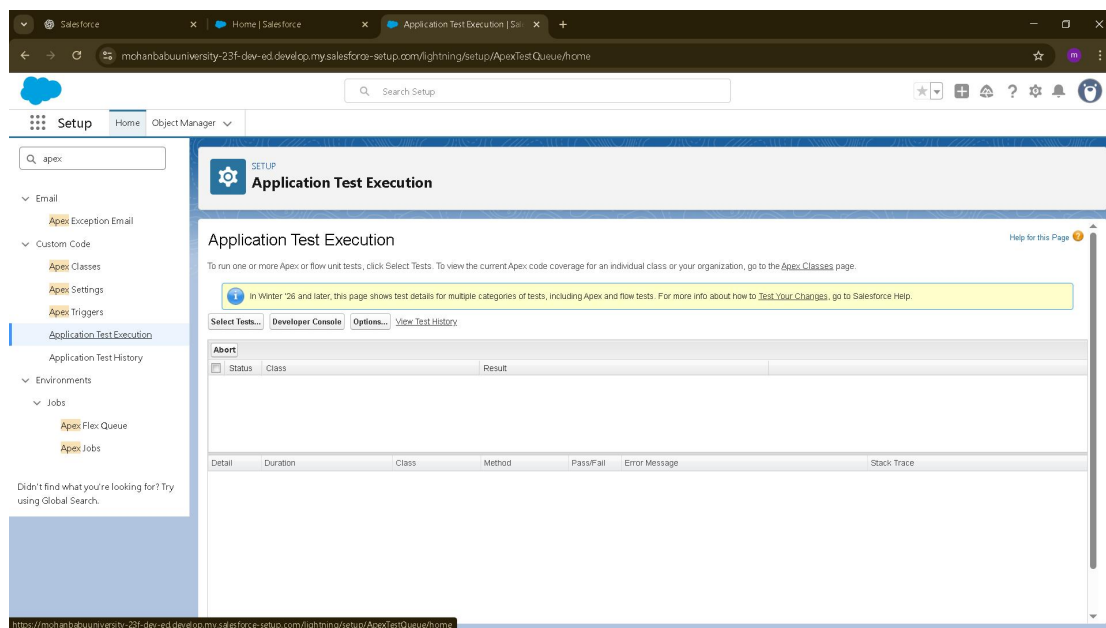 Salesforce
Home | Salesforce
Application Test Execution | Sal
mohanbabuuniversity-23f-dev-ed.develop.my.salesforce-setup.com/lightning/setup/ApexTestQueue/home
m
Search Setup
Setup Home Object Manager
apex
SETUP
Application Test Execution
Email
Apex Exception Email
Custom Code
Apex Classes
Apex Settings
Apex Triggers
Application Test Execution
Application Test History
Environments
Jobs
Apex Flex Queue
Apex Jobs
Didn't find what you're looking for? Try
using Global Search.
Application Test Execution
Help for this Page
To run one or more Apex or flow unit tests, click Select Tests. To view the current Apex code coverage for an individual class or your organization, go to the Apex Classes page.
In Winter '26 and later, this page shows test details for multiple categories of tests, including Apex and flow tests. For more info about how to Test Your Changes, go to Salesforce Help.
Select Tests... Developer Console Options... View Test History
Abort
Status Class Result
Detail Duration Class Method Pass/Fail Error Message Stack Trace
https://mohanbabuuniversity-23f-dev-ed.develop.my.salesforce-setup.com/lightning/setup/ApexTestQueue/home